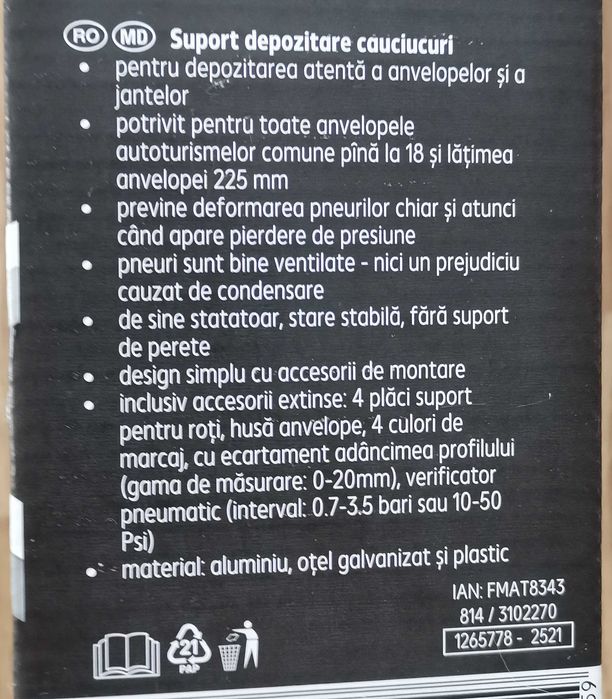 RO MD Suport depozitare cauciucuri
• pentru depozitarea atentă a anvelopelor și a
jantelor
• potrivit pentru toate anvelopele
autoturismelor comune pînă la 18 și lățimea
anvelopei 225 mm
• previne deformarea pneurilor chiar și atunci
când apare pierdere de presiune
• pneuri sunt bine ventilate - nici un prejudiciu
cauzat de condensare
• de sine statatoar, stare stabilă, fără suport
de perete
• design simplu cu accesorii de montare
• inclusiv accesorii extinse: 4 plăci suport
pentru roți, husă anvelope, 4 culori de
marcaj, cu ecartament adâncimea profilului
(gama de măsurare: 0-20mm), verificator
pneumatic (interval: 0.7-3.5 bari sau 10-50
Psi)
• material: aluminiu, oțel galvanizat și plastic
IAN: FMAT8343
814 / 3102270
1265778 - 2521
21
PAP
59